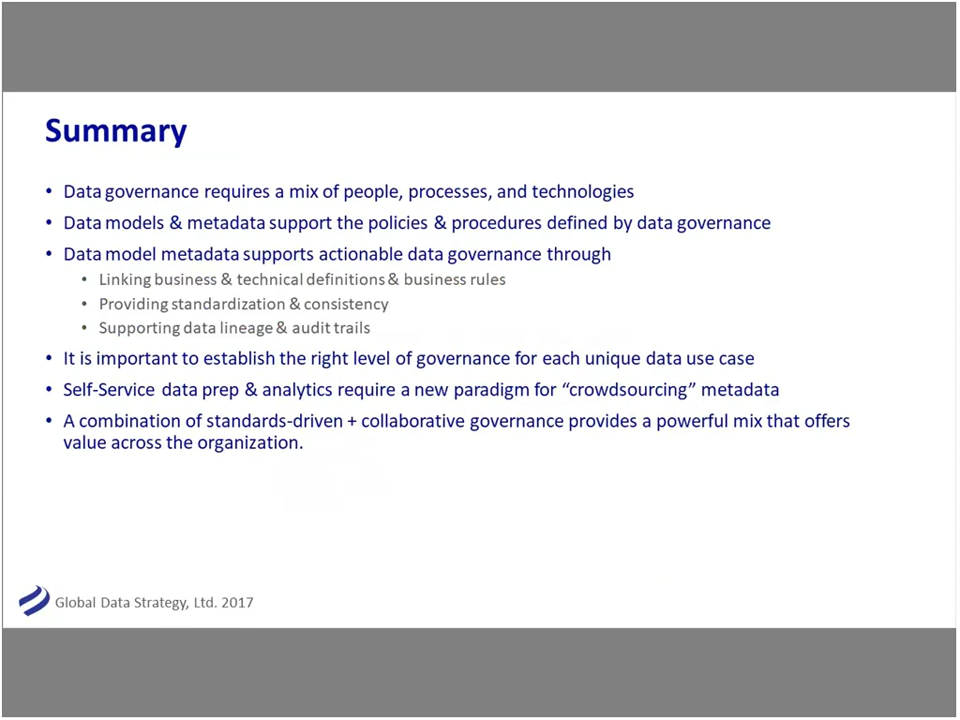 Summary
• Data governance requires a mix of people, processes, and technologies
• Data models & metadata support the policies & procedures defined by data governance
• Data model metadata supports actionable data governance through
• Linking business & technical definitions & business rules
• Providing standardization & consistency
• Supporting data lineage & audit trails
• It is important to establish the right level of governance for each unique data use case
• Self-Service data prep & analytics require a new paradigm for “crowdsourcing” metadata
• A combination of standards-driven + collaborative governance provides a powerful mix that offers
value across the organization.
Global Data Strategy, Ltd. 2017